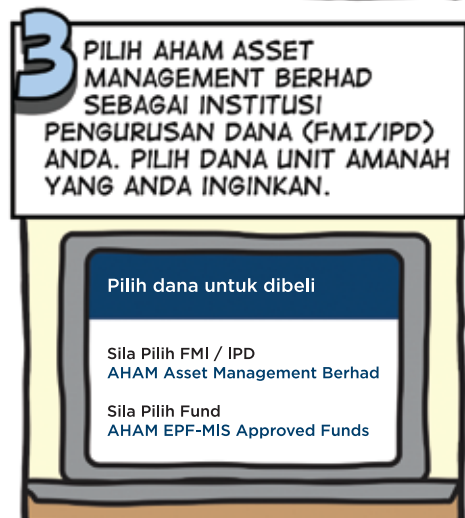 3
PILIH AHAM ASSET
MANAGEMENT BERHAD
SEBAGAI INSTITUSI
PENGURUSAN DANA (FMI/IPD)
ANDA. PILIH DANA UNIT AMANAH
YANG ANDA INGINKAN.
Pilih dana untuk dibeli
Sila Pilih FMI / IPD
AHAM Asset Management Berhad
Sila Pilih Fund
AHAM EPF-MIS Approved Funds